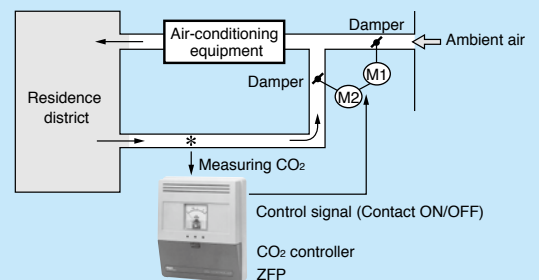 Damper
Air-conditioning
equipment
Ambient air
Damper
M1
M2
Residence
district
*
Measuring CO₂
Control signal (Contact ON/OFF)
CO₂ controller
ZFP